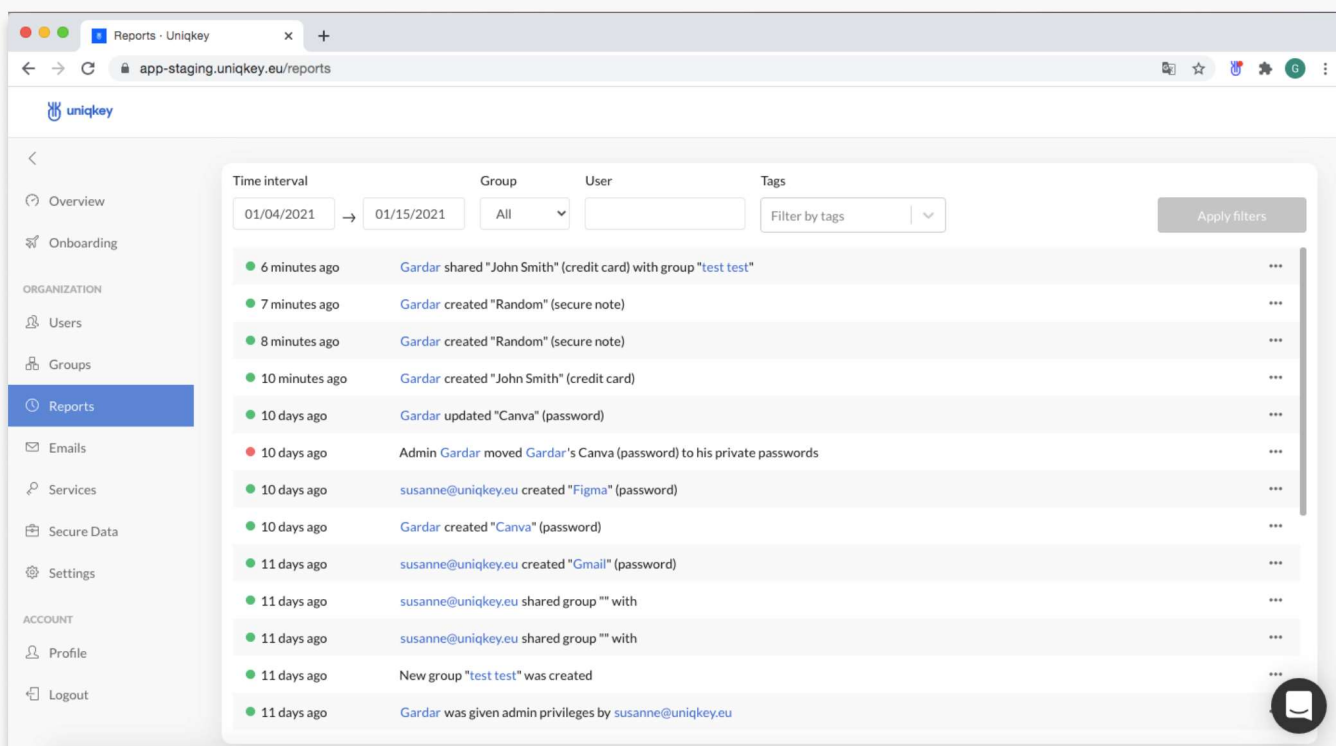 Reports · Uniqkey
app-staging.uniqkey.eu/reports
G
uniqkey
Overview
Onboarding
ORGANIZATION
Users
Groups
Reports
Emails
Services
Secure Data
Settings
ACCOUNT
Profile
Logout
Time interval Group User Tags
01/04/2021 → 01/15/2021 All Filter by tags Apply filters
6 minutes ago Gardar shared "John Smith" (credit card) with group "test test"
7 minutes ago Gardar created "Random" (secure note)
8 minutes ago Gardar created "Random" (secure note)
10 minutes ago Gardar created "John Smith" (credit card)
10 days ago Gardar updated "Canva" (password)
10 days ago Admin Gardar moved Gardar's Canva (password) to his private passwords
10 days ago susanne@uniqkey.eu created "Figma" (password)
10 days ago Gardar created "Canva" (password)
11 days ago susanne@uniqkey.eu created "Gmail" (password)
11 days ago susanne@uniqkey.eu shared group "" with
11 days ago susanne@uniqkey.eu shared group "" with
11 days ago New group "test test" was created
11 days ago Gardar was given admin privileges by susanne@uniqkey.eu